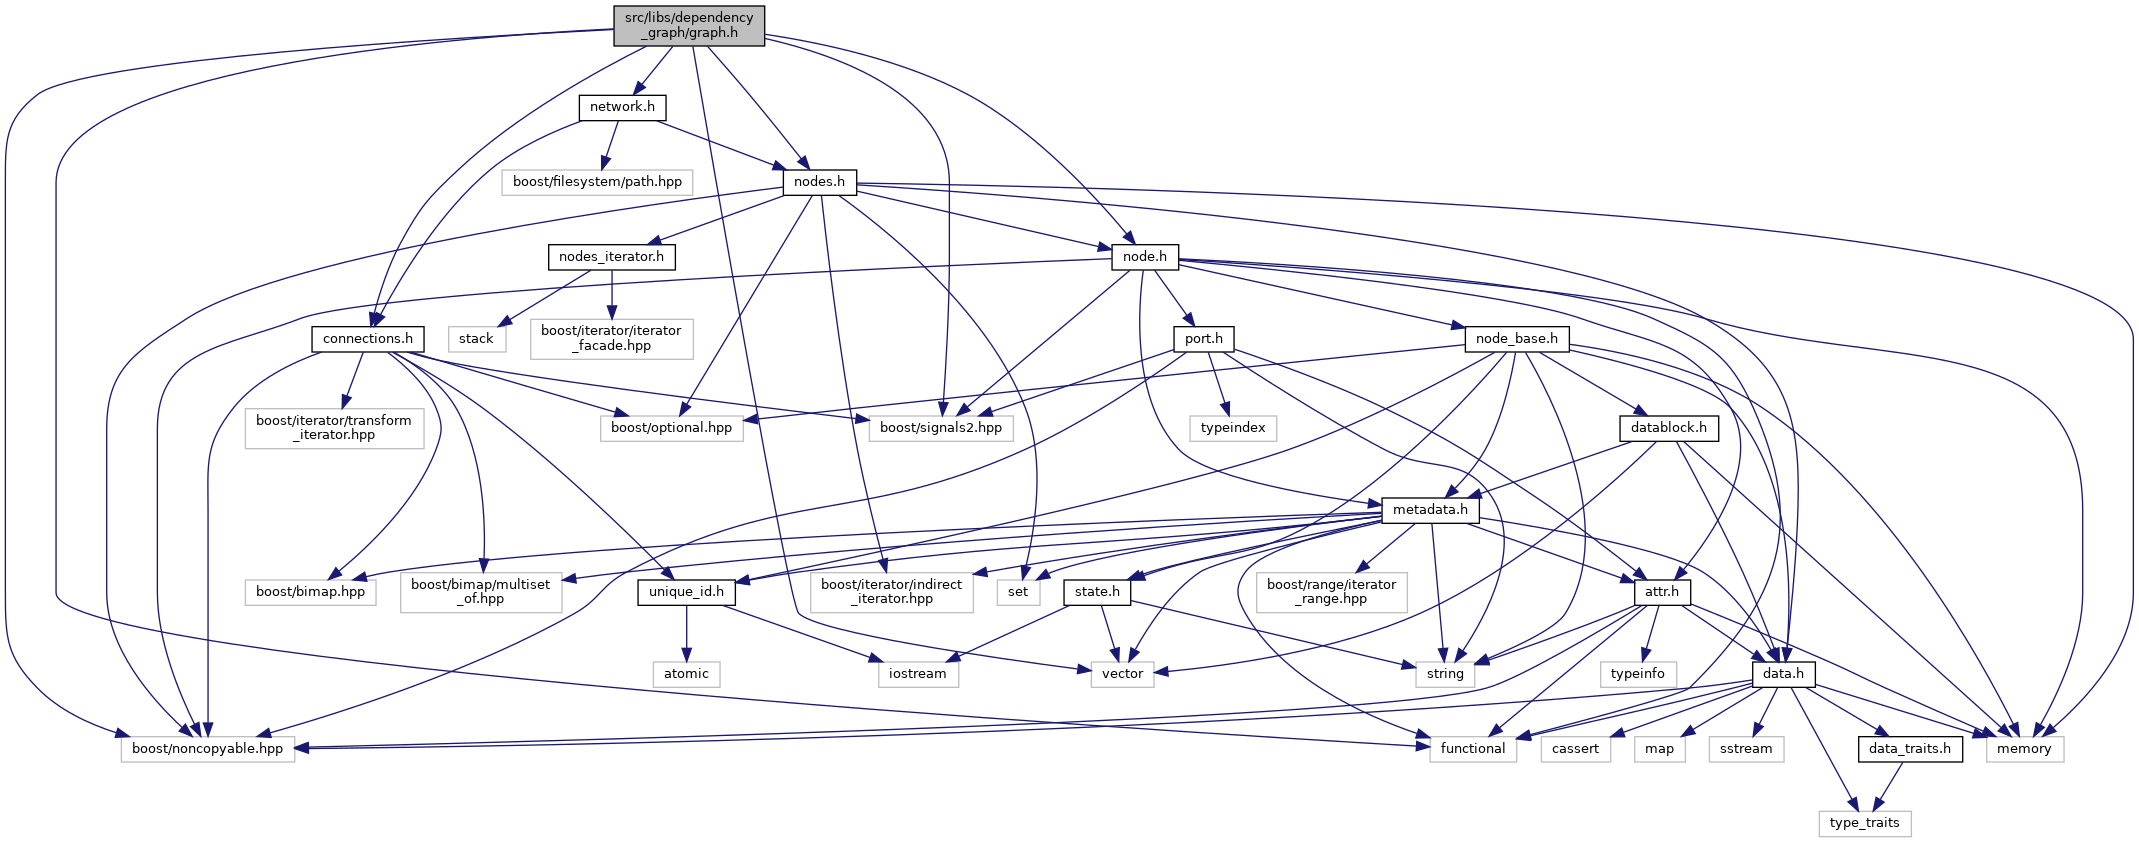 src/libs/dependency
_graph/graph.h
network.h
boost/filesystem/path.hpp
nodes.h
nodes_iterator.h
node.h
connections.h
stack
boost/iterator/iterator
_facade.hpp
port.h
node_base.h
boost/iterator/transform
_iterator.hpp
boost/optional.hpp
boost/signals2.hpp
typeindex
datablock.h
metadata.h
boost/bimap.hpp
boost/bimap/multiset
_of.hpp
unique_id.h
boost/iterator/indirect
_iterator.hpp
set
state.h
boost/range/iterator
_range.hpp
attr.h
atomic
iostream
vector
string
typeinfo
data.h
boost/noncopyable.hpp
functional
cassert
map
sstream
data_traits.h
memory
type_traits